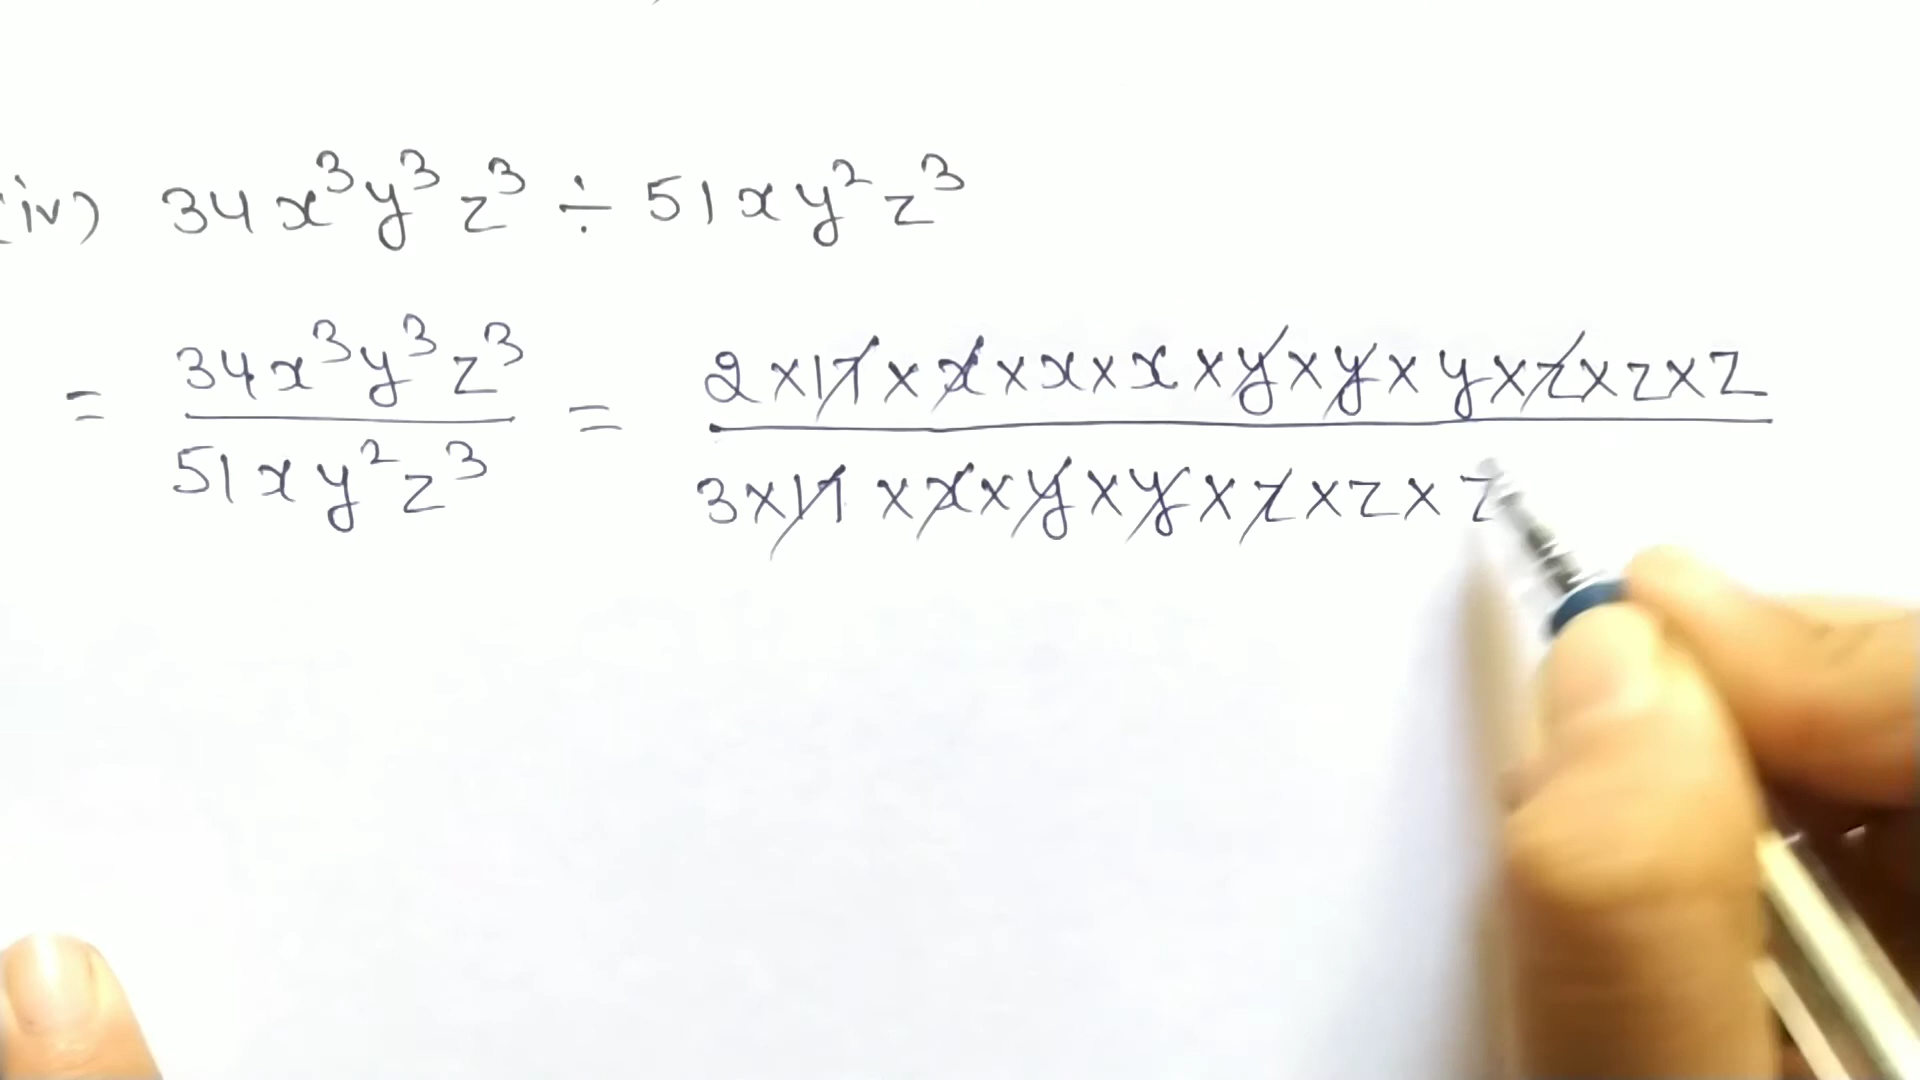 (iv) 34x³y³z³ ÷ 51xy²z³
= 34x³y³z³ / 51xy²z³ = 2×17×x×x×x×y×y×y×z×z×z / 3×17×x×y×y×z×z×z